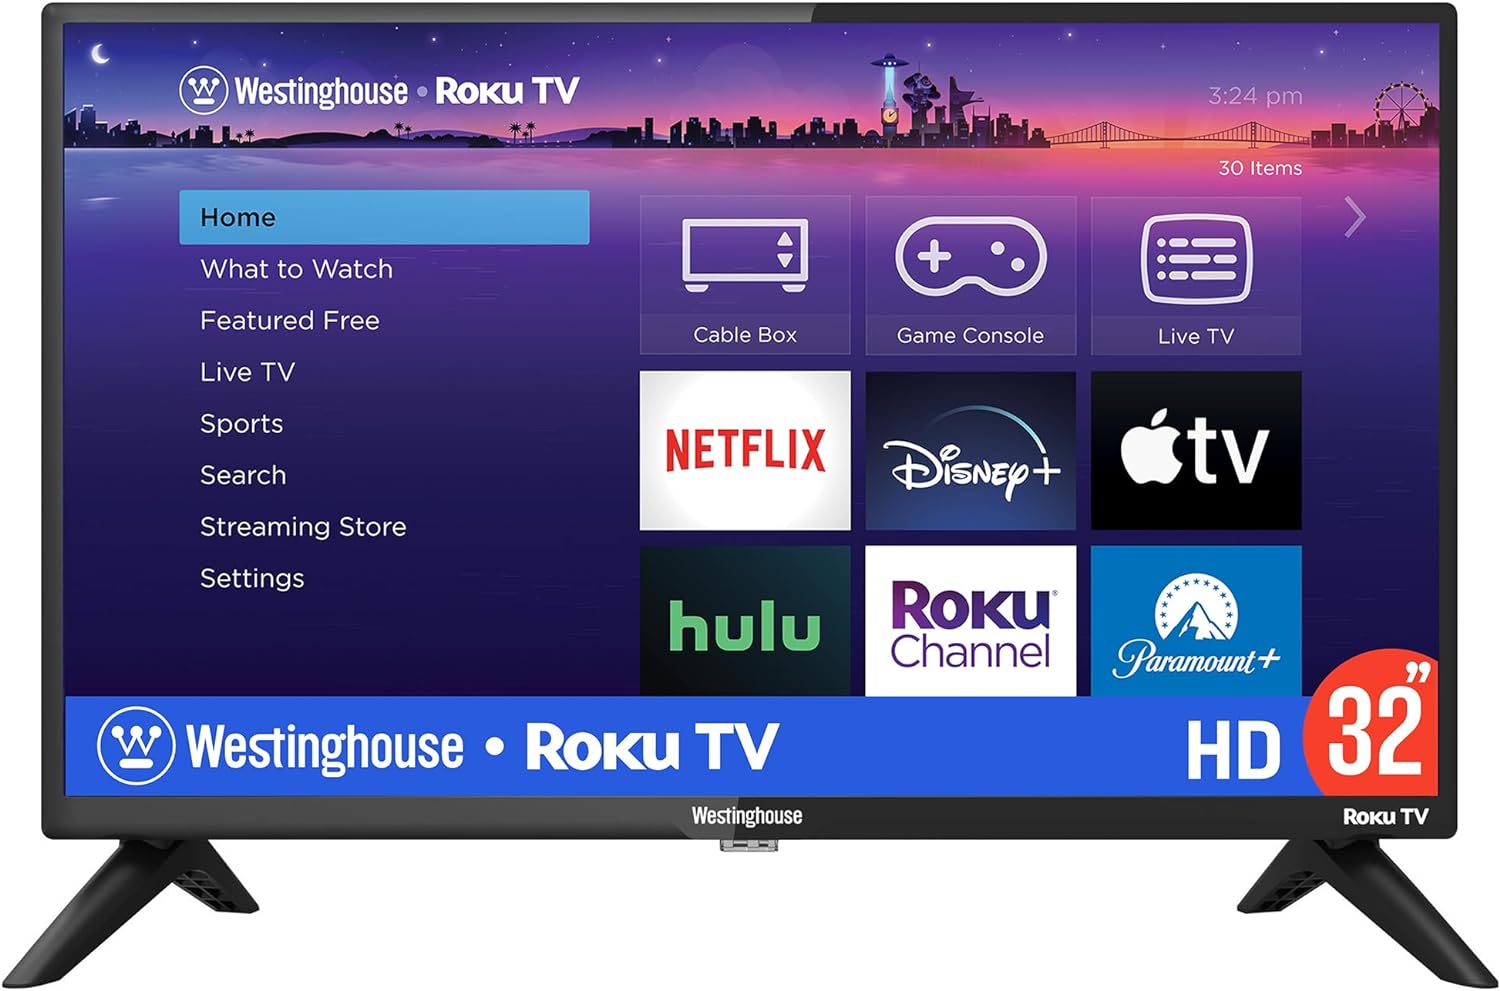 Westinghouse • Roku TV
3:24 pm
30 Items
Home
What to Watch
Featured Free
Live TV
Sports
Search
Streaming Store
Settings
Cable Box
Game Console
Live TV
NETFLIX
Disney+
tv
hulu
Roku
Channel
Paramount+
W Westinghouse • Roku TV
HD
32”
Westinghouse
Roku TV